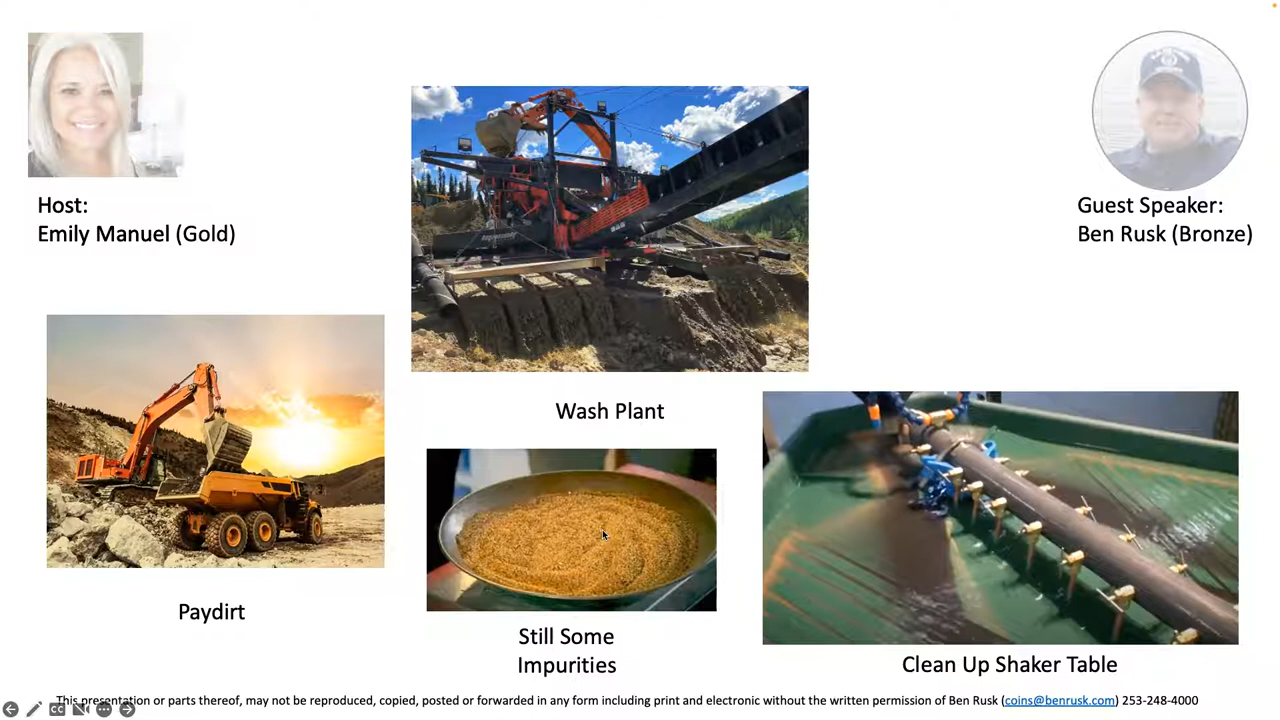 Host:
Emily Manuel (Gold)
Guest Speaker:
Ben Rusk (Bronze)
Wash Plant
Paydirt
Still Some
Impurities
Clean Up Shaker Table
This presentation or parts thereof, may not be reproduced, copied, posted or forwarded in any form including print and electronic without the written permission of Ben Rusk (coins@benrusk.com) 253-248-4000